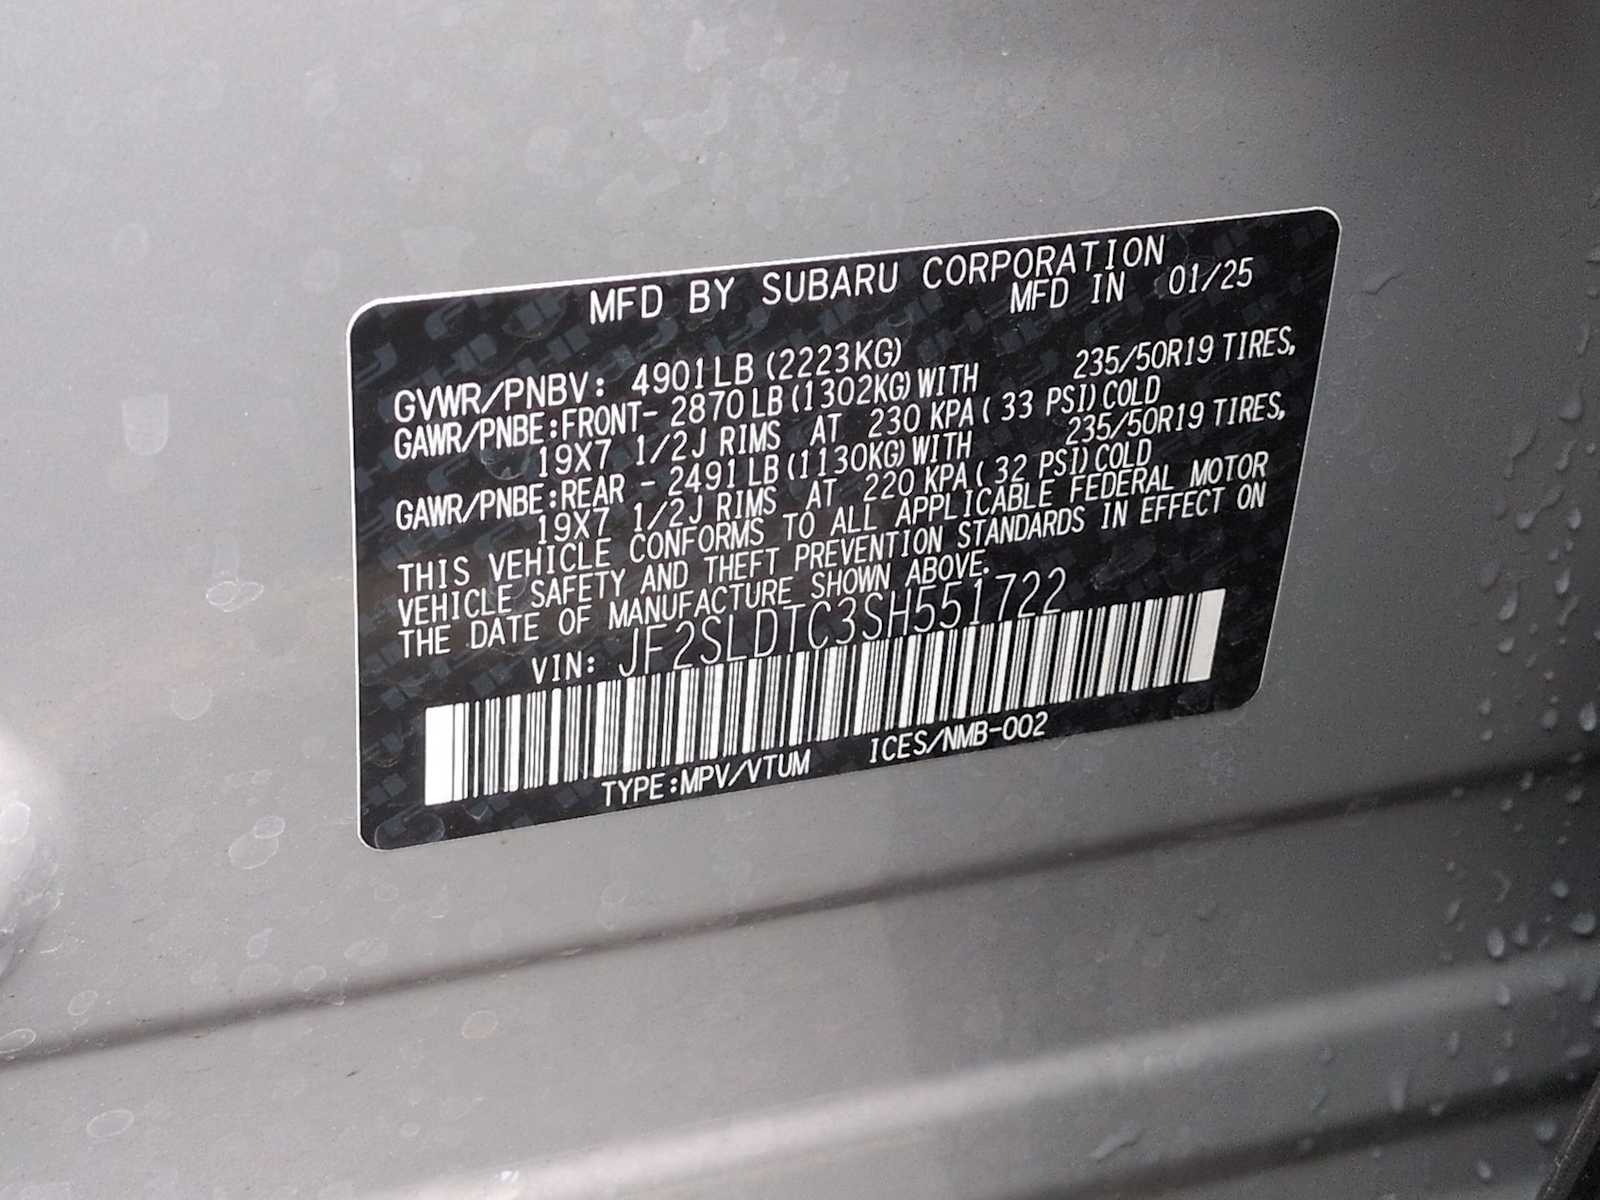 MFD BY SUBARU CORPORATION
MFD IN 01/25
GVWR/PNBV: 4901LB (2223KG)
GAWR/PNBE:FRONT- 2870LB(1302KG)WITH 235/50R19 TIRES,
19X7 1/2J RIMS AT 230 KPA( 33 PSI)COLD
GAWR/PNBE:REAR - 2491LB(1130KG)WITH 235/50R19 TIRES,
19X7 1/2J RIMS AT 220 KPA( 32 PSI)COLD
THIS VEHICLE CONFORMS TO ALL APPLICABLE FEDERAL MOTOR
VEHICLE SAFETY AND THEFT PREVENTION STANDARDS IN EFFECT ON
THE DATE OF MANUFACTURE SHOWN ABOVE.
VIN: JF2SLDTC3SH551722
TYPE:MPV/VTUM ICES/NMB-002